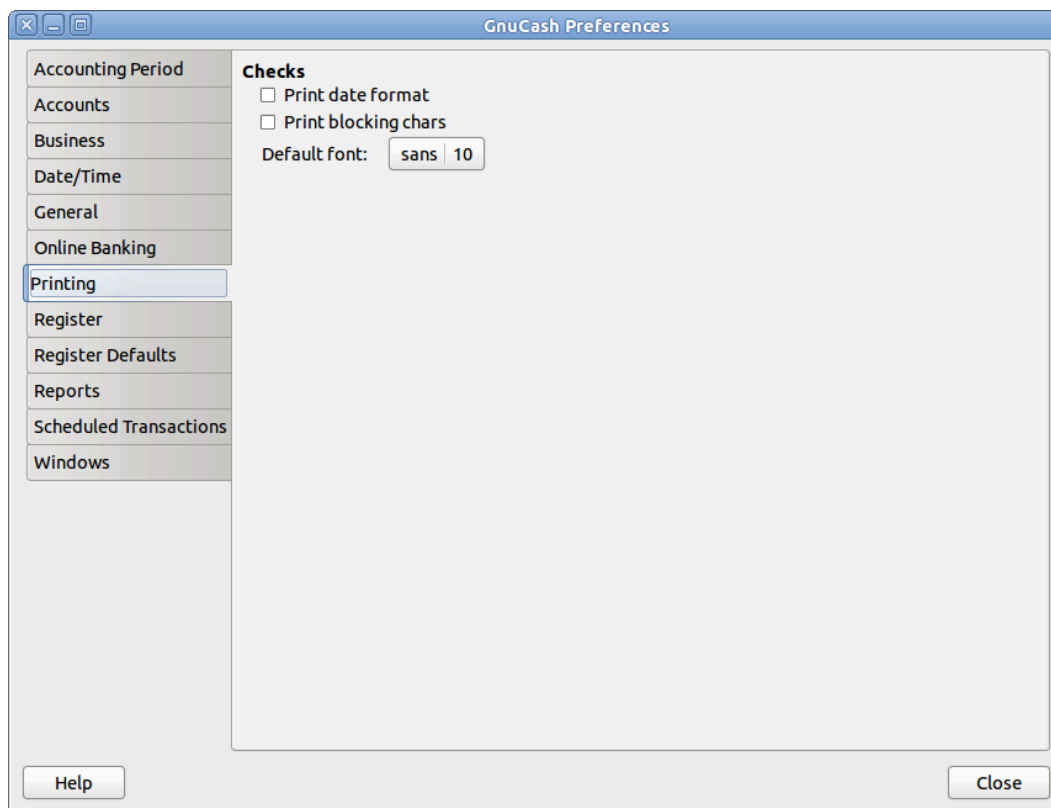 GnuCash Preferences
Accounting Period
Accounts
Business
Date/Time
General
Online Banking
Printing
Register
Register Defaults
Reports
Scheduled Transactions
Windows
Checks
Print date format
Print blocking chars
Default font: sans 10
Help
Close